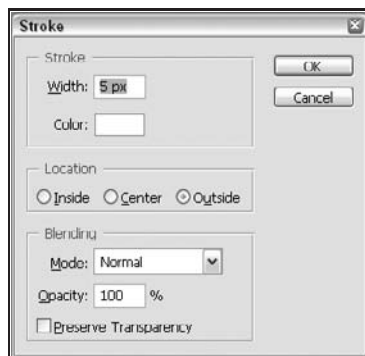 Stroke
Stroke
Width: 5 px
Color:
OK
Cancel
Location
Inside Center Outside
Blending
Mode: Normal
Opacity: 100 %
Preserve Transparency